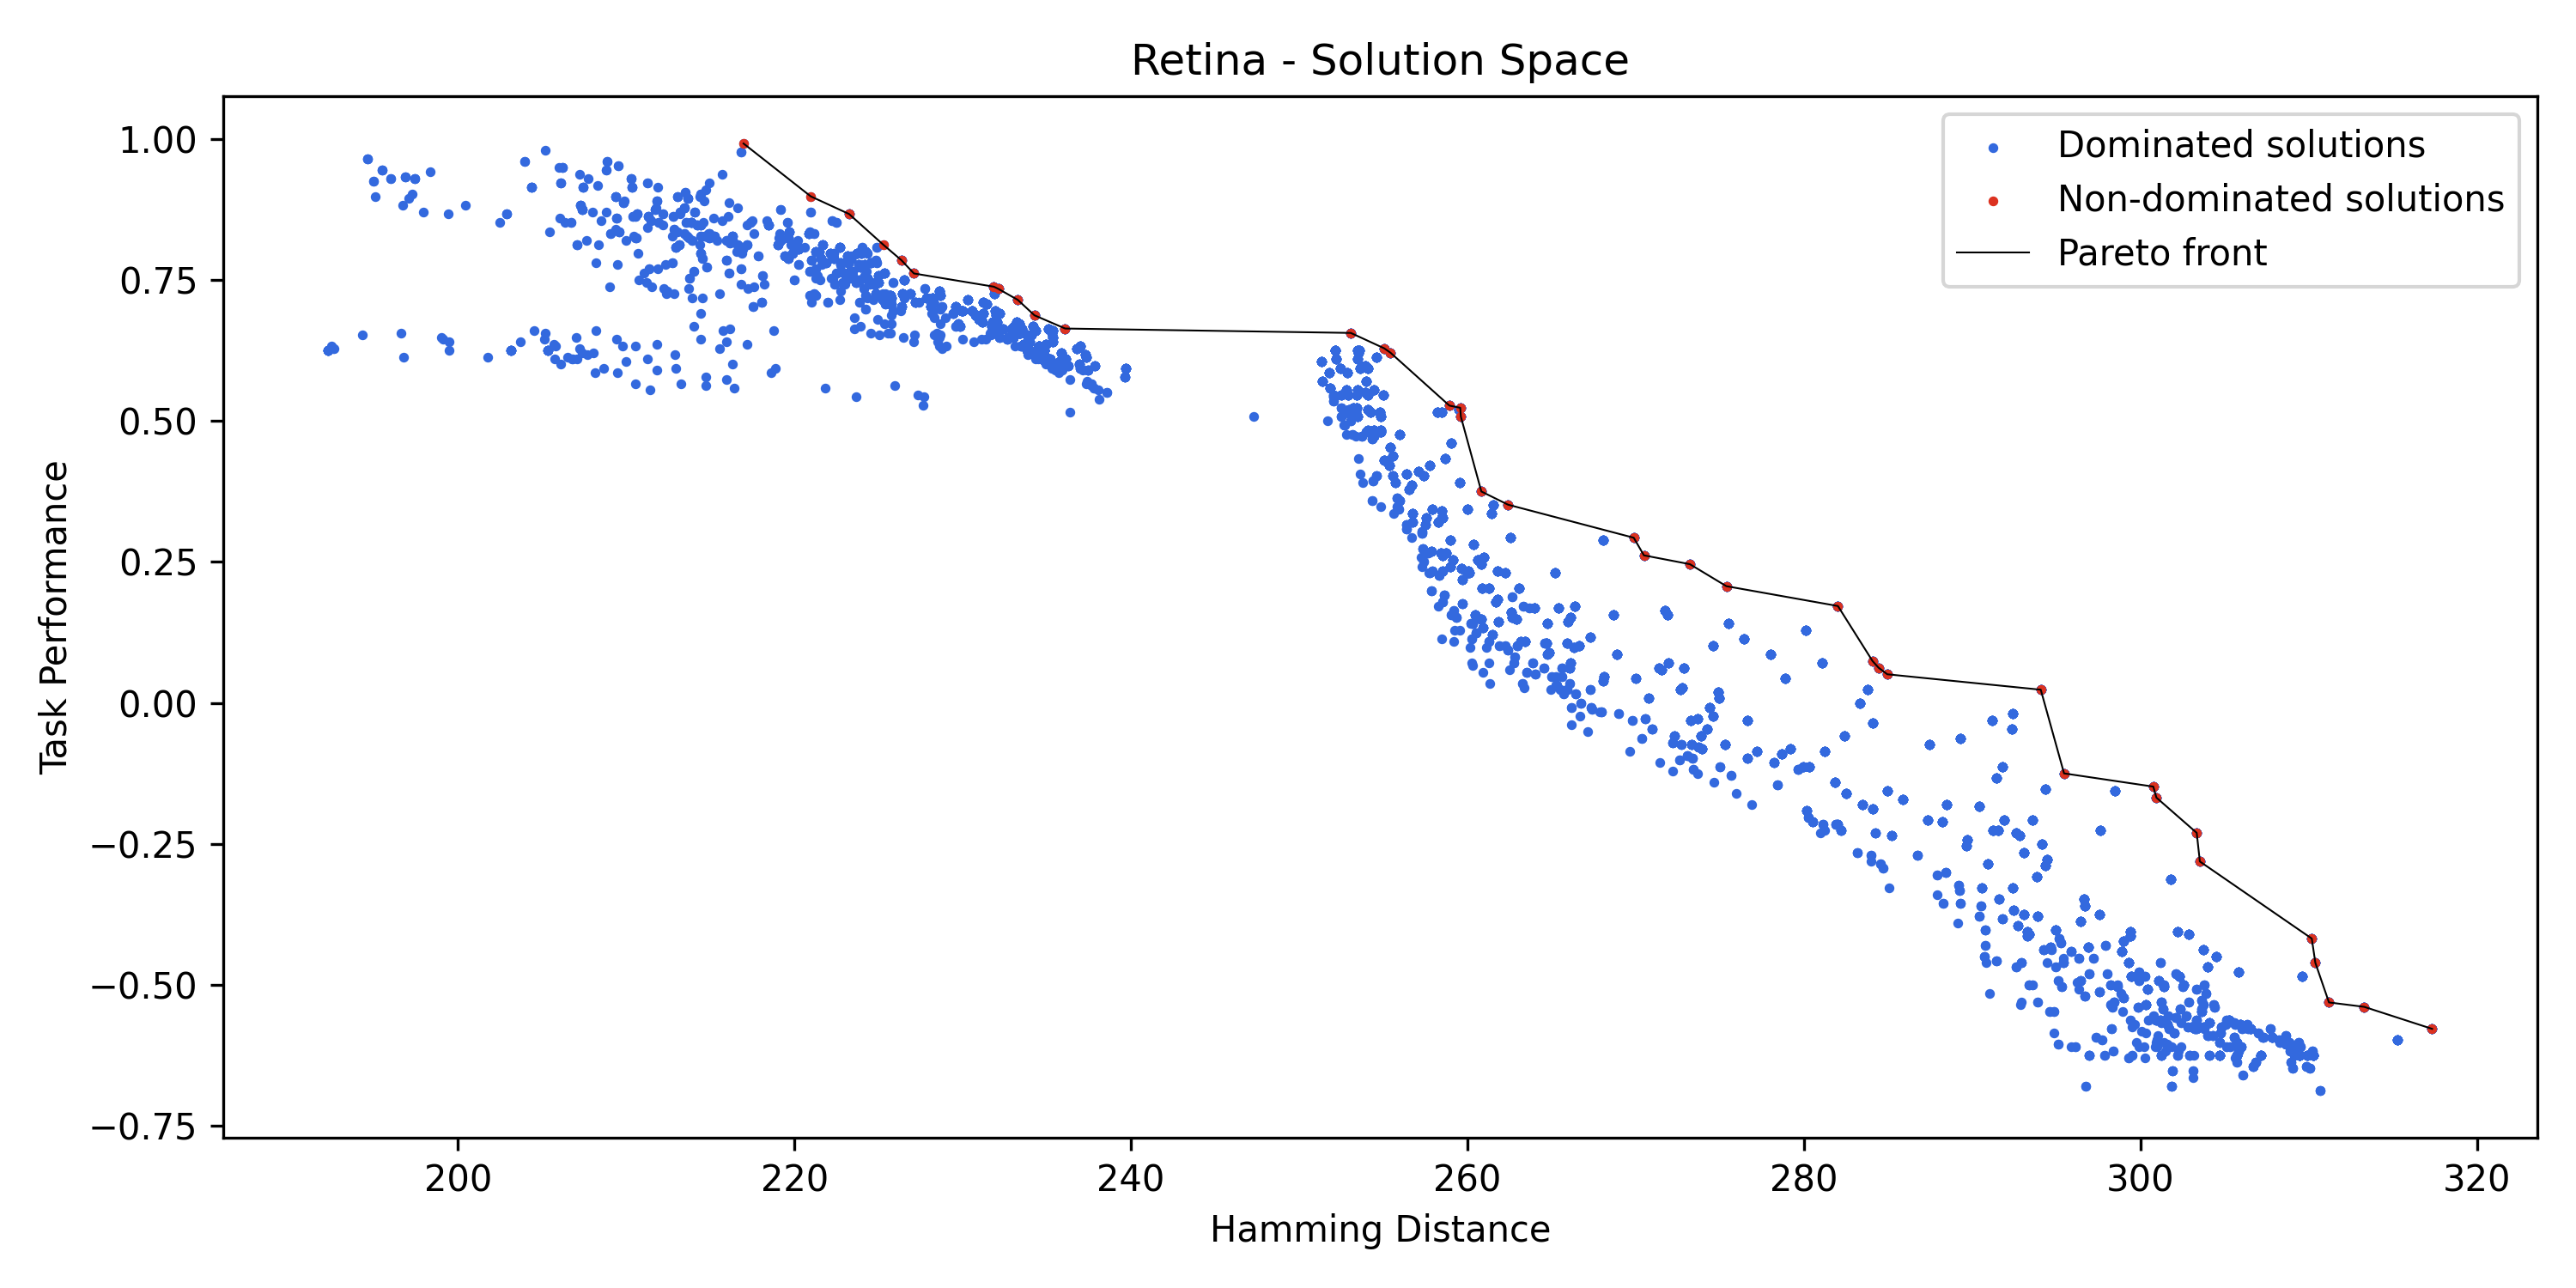 Retina - Solution Space
Dominated solutions
Non-dominated solutions
Pareto front
Task Performance
1.00
0.75
0.50
0.25
0.00
−0.25
−0.50
−0.75
200 220 240 260 280 300 320
Hamming Distance